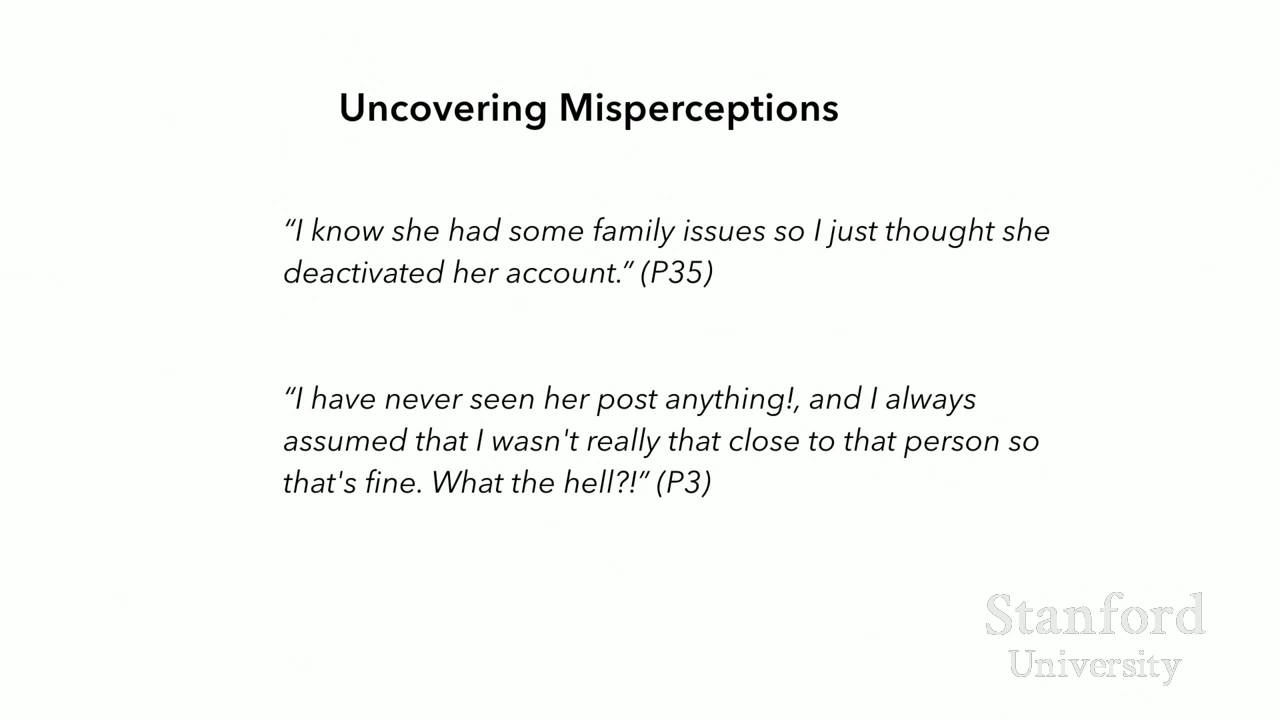 Uncovering Misperceptions
“I know she had some family issues so I just thought she
deactivated her account.” (P35)
“I have never seen her post anything!, and I always
assumed that I wasn't really that close to that person so
that's fine. What the hell?!” (P3)
Stanford
University